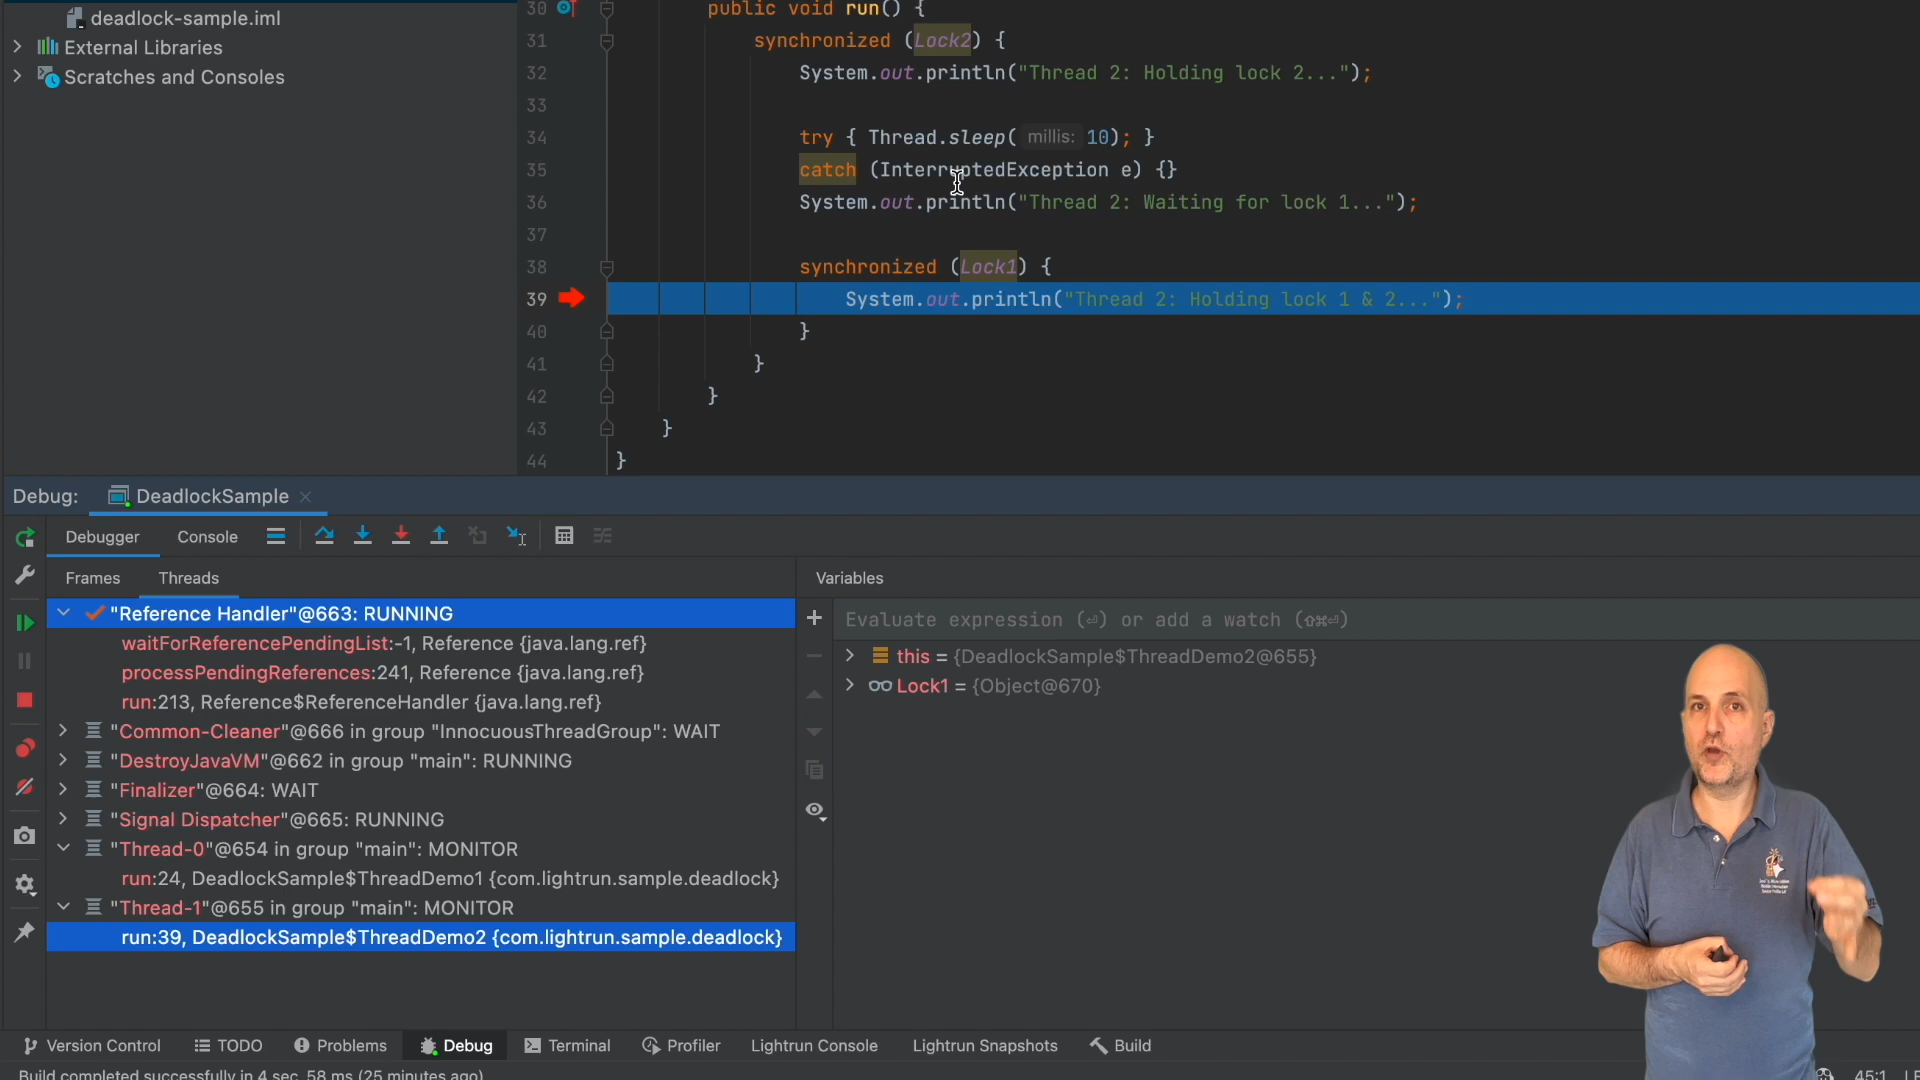 deadlock-sample.iml
External Libraries
Scratches and Consoles
30 public void run() {
31 synchronized (Lock2) {
32 System.out.println("Thread 2: Holding lock 2...");
33
34 try { Thread.sleep( millis: 10); }
35 catch (InterruptedException e) {}
36 System.out.println("Thread 2: Waiting for lock 1...");
37
38 synchronized (Lock1) {
39 System.out.println("Thread 2: Holding lock 1 & 2...");
40 }
41 }
42 }
43 }
44 }
Debug: DeadlockSample
Debugger Console
Frames Threads
Variables
"Reference Handler"@663: RUNNING
waitForReferencePendingList:-1, Reference {java.lang.ref}
processPendingReferences:241, Reference {java.lang.ref}
run:213, Reference$ReferenceHandler {java.lang.ref}
"Common-Cleaner"@666 in group "InnocuousThreadGroup": WAIT
"DestroyJavaVM"@662 in group "main": RUNNING
"Finalizer"@664: WAIT
"Signal Dispatcher"@665: RUNNING
"Thread-0"@654 in group "main": MONITOR
run:24, DeadlockSample$ThreadDemo1 {com.lightrun.sample.deadlock}
"Thread-1"@655 in group "main": MONITOR
run:39, DeadlockSample$ThreadDemo2 {com.lightrun.sample.deadlock}
Evaluate expression (⏎) or add a watch (⇧⌘⏎)
this = {DeadlockSample$ThreadDemo2@655}
Lock1 = {Object@670}
Version Control TODO Problems Debug Terminal Profiler Lightrun Console Lightrun Snapshots Build
Build completed successfully in 4 sec, 58 ms (25 minutes ago)
45:1 LF